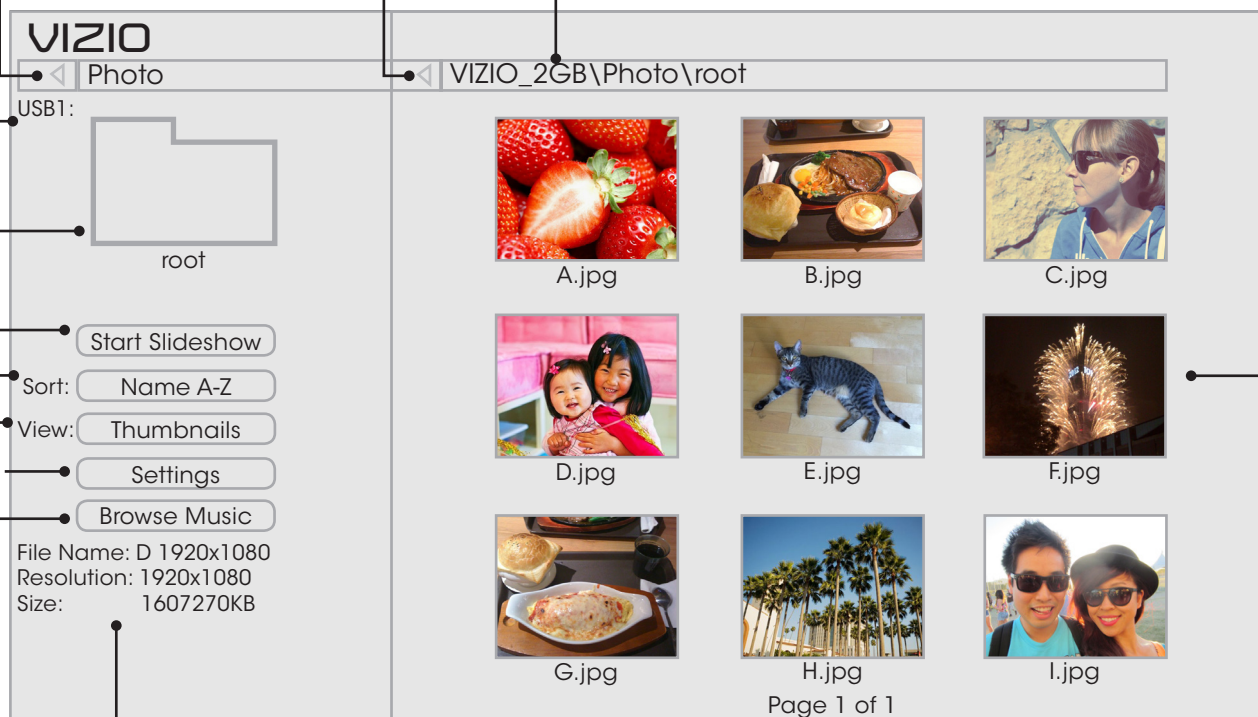 VIZIO
Photo
VIZIO_2GB\Photo\root
USB1:
root
Start Slideshow
Sort: Name A-Z
View: Thumbnails
Settings
Browse Music
File Name: D 1920x1080
Resolution: 1920x1080
Size: 1607270KB
A.jpg
B.jpg
C.jpg
D.jpg
E.jpg
F.jpg
G.jpg
H.jpg
I.jpg
Page 1 of 1